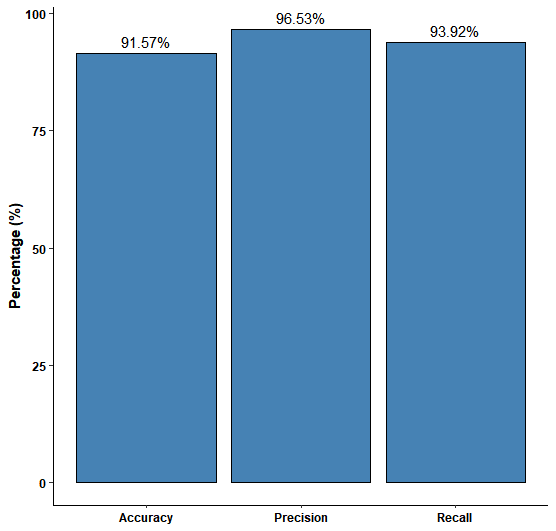 Percentage (%)
100
75
50
25
0
91.57%
96.53%
93.92%
Accuracy
Precision
Recall